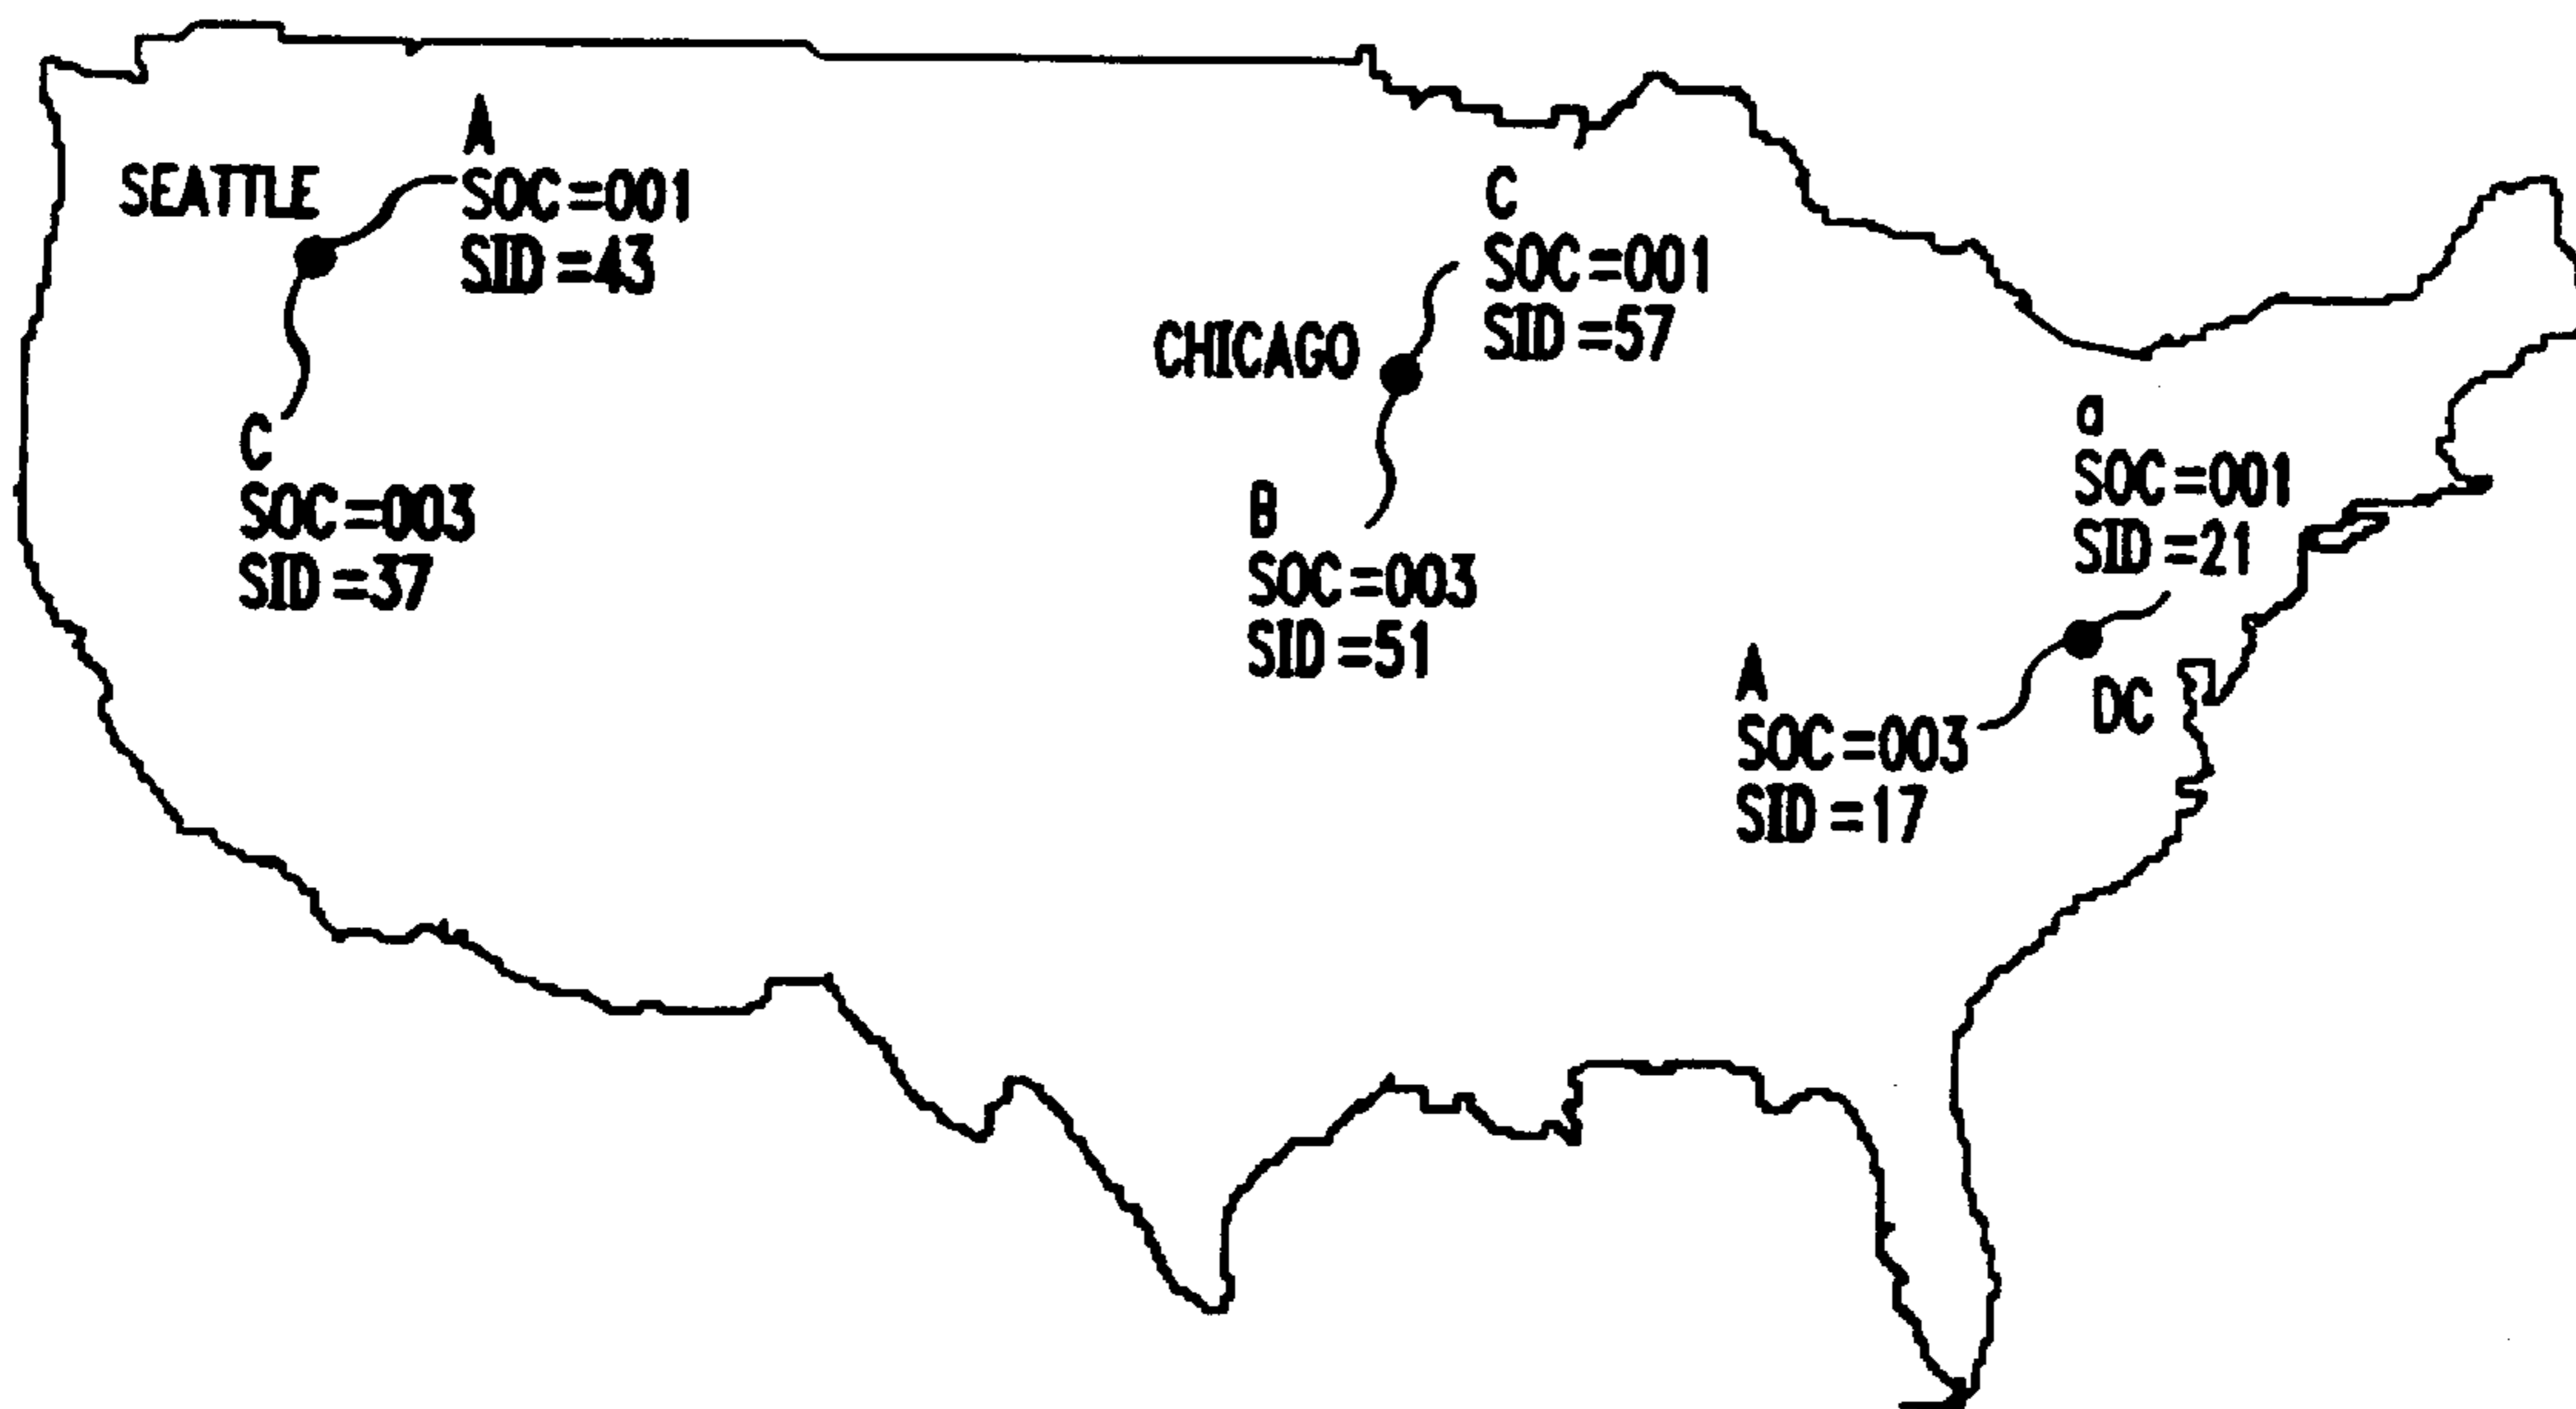 A
SEATTLE
SOC=001
SID=43
C
SOC=003
SID=37
C
SOC=001
SID=57
CHICAGO
B
SOC=003
SID=51
a
SOC=001
SID=21
A
SOC=003
SID=17
DC